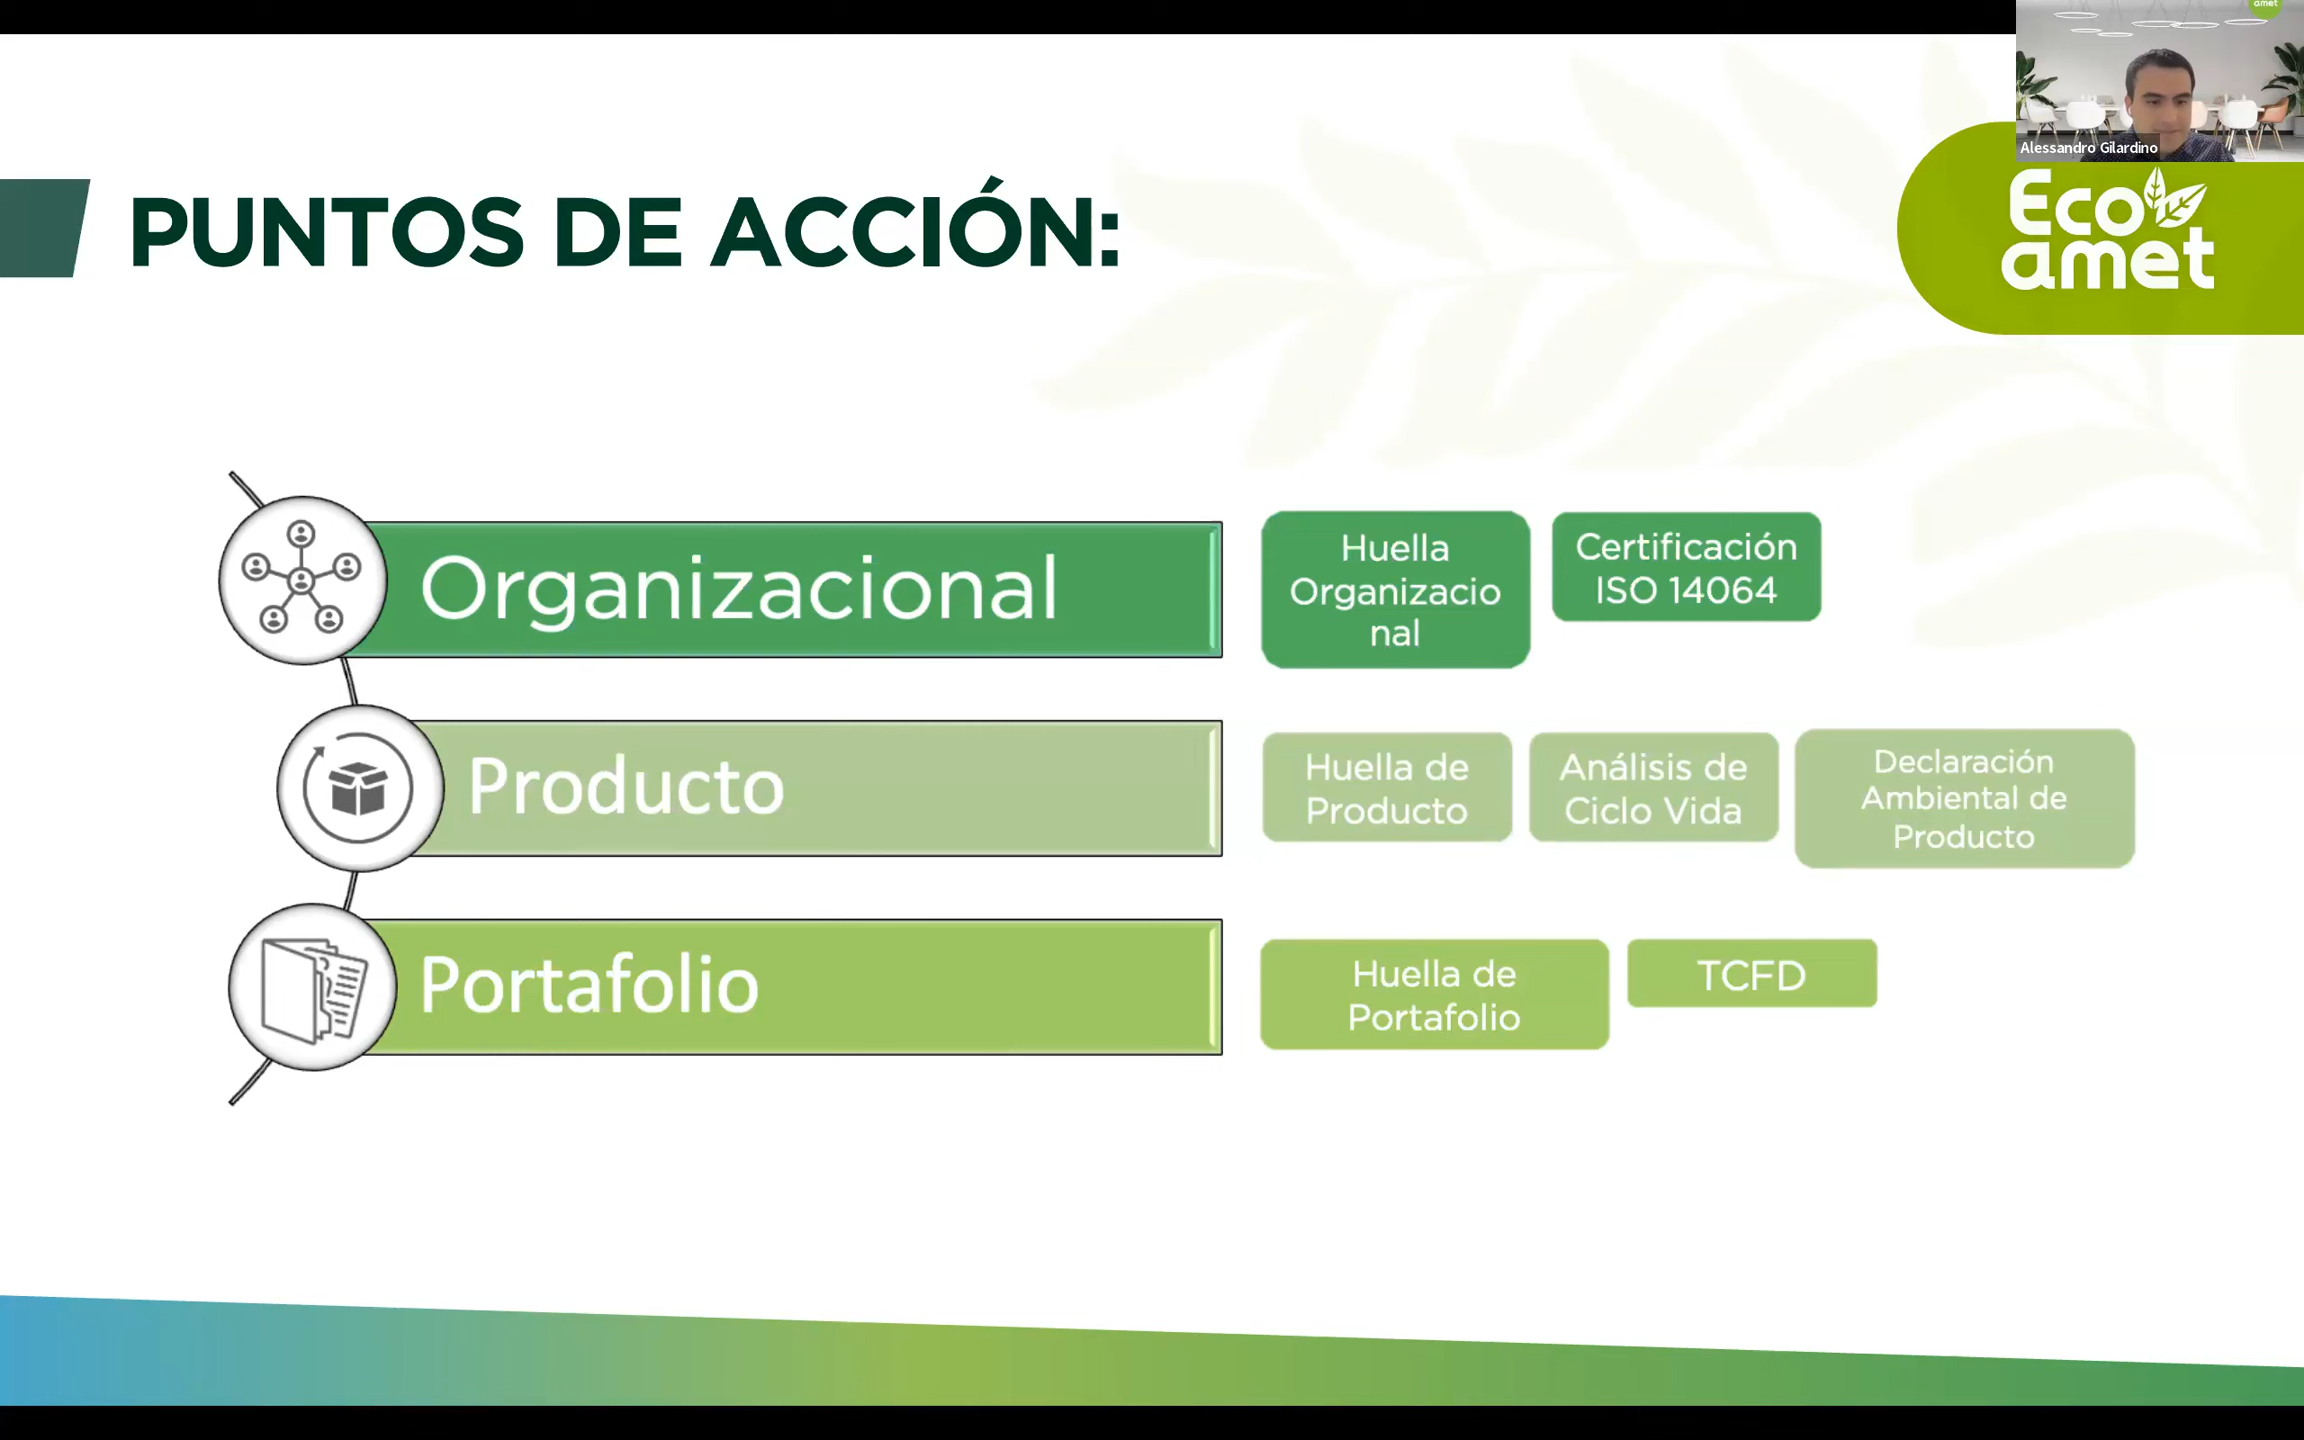 amet
Alessandro Gilardino
Eco
amet
PUNTOS DE ACCIÓN:
Organizacional
Huella
Organizacio
nal
Certificación
ISO 14064
Producto
Huella de
Producto
Análisis de
Ciclo Vida
Declaración
Ambiental de
Producto
Portafolio
Huella de
Portafolio
TCFD